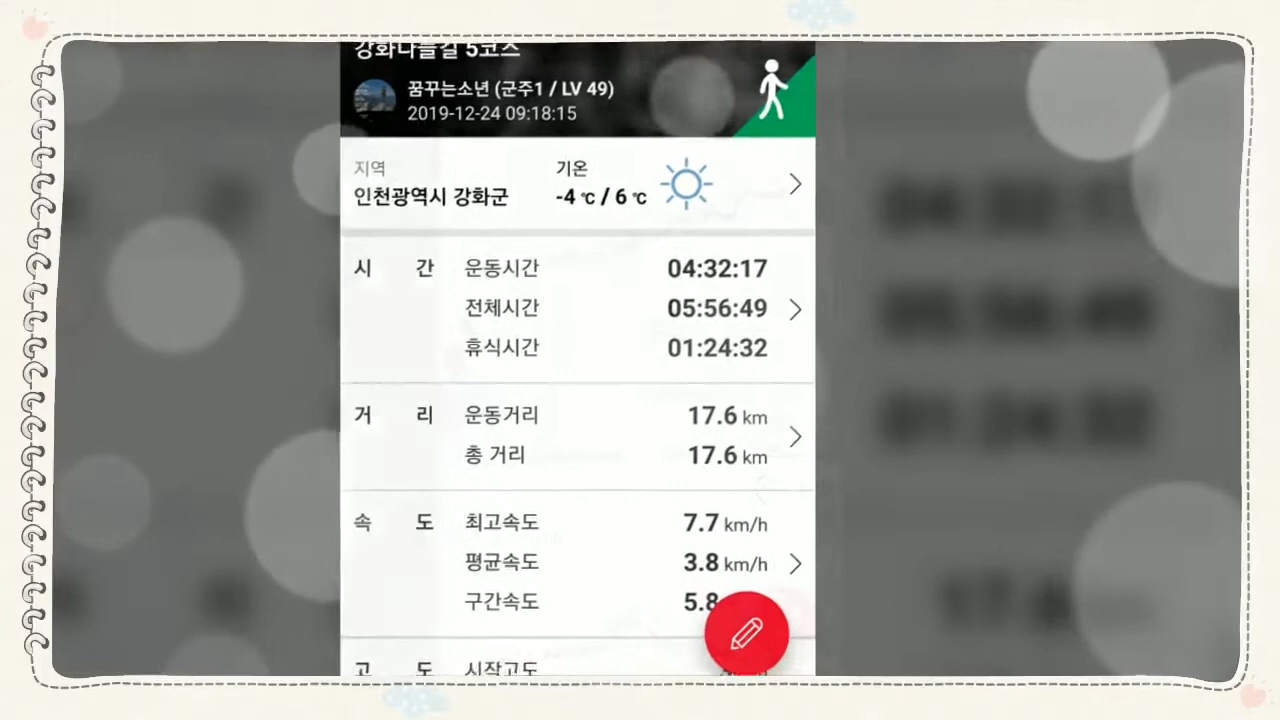 강화나들길 5코스
꿈꾸는소년 (군주1 / LV 49)
2019-12-24 09:18:15
지역 기온
인천광역시 강화군 -4 ℃ / 6 ℃
시 간 운동시간 04:32:17
전체시간 05:56:49
휴식시간 01:24:32
거 리 운동거리 17.6 km
총 거리 17.6 km
속 도 최고속도 7.7 km/h
평균속도 3.8 km/h
구간속도 5.8
고 도 시작고도